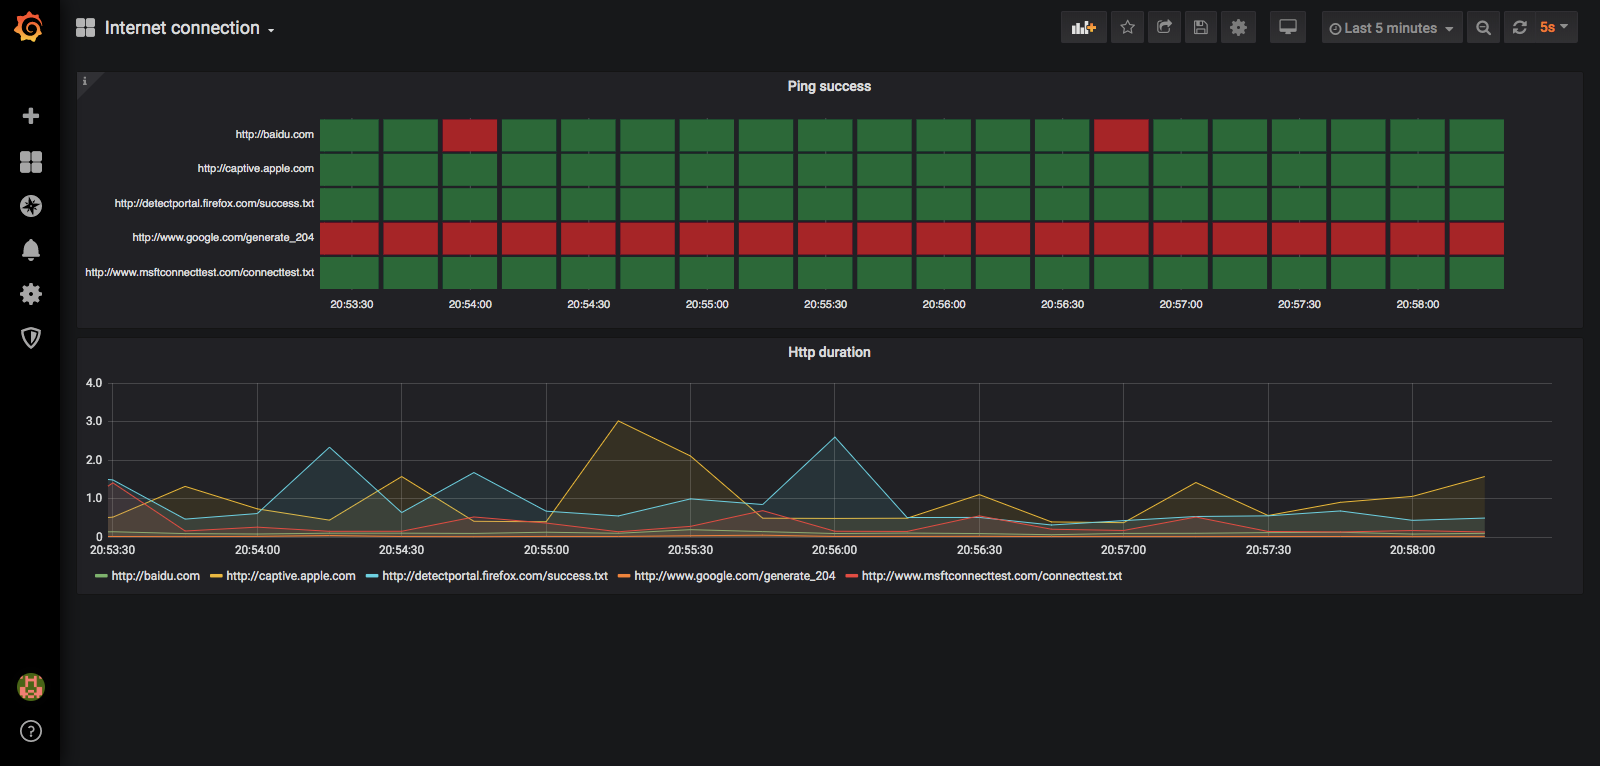 Internet connection
Last 5 minutes
5s
i
Ping success
http://baidu.com
http://captive.apple.com
http://detectportal.firefox.com/success.txt
http://www.google.com/generate_204
http://www.msftconnecttest.com/connecttest.txt
20:53:30 20:54:00 20:54:30 20:55:00 20:55:30 20:56:00 20:56:30 20:57:00 20:57:30 20:58:00
Http duration
4.0
3.0
2.0
1.0
0
20:53:30 20:54:00 20:54:30 20:55:00 20:55:30 20:56:00 20:56:30 20:57:00 20:57:30 20:58:00
http://baidu.com http://captive.apple.com http://detectportal.firefox.com/success.txt http://www.google.com/generate_204 http://www.msftconnecttest.com/connecttest.txt
?